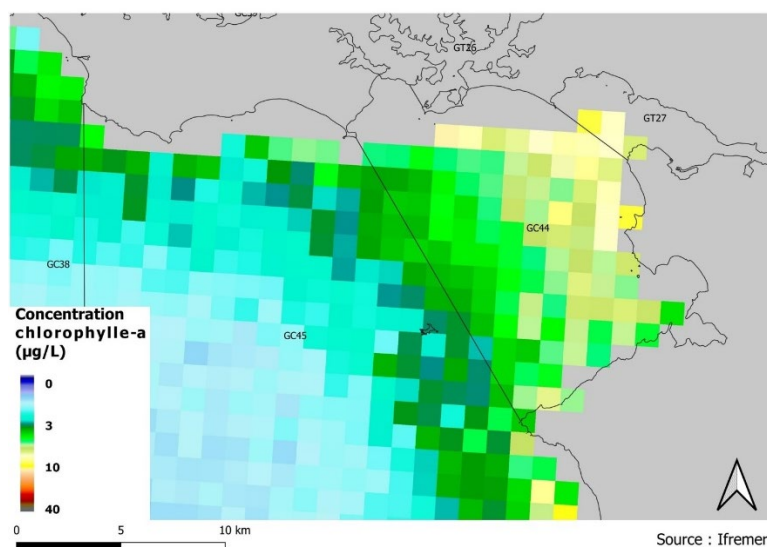 GT26
GT27
GC44
GC38
GC45
Concentration
chlorophylle-a
(µg/L)
0
3
10
40
0 5 10 km
Source : Ifremer